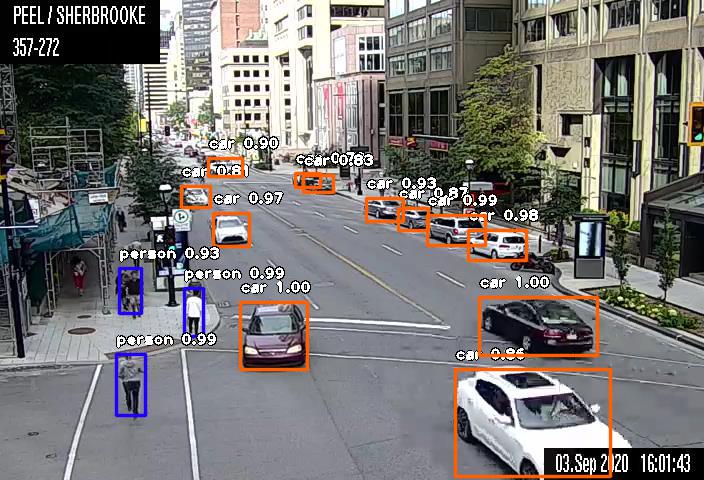 PEEL / SHERBROOKE
357-272
car 0.90
car 0.83
car 0.81
car 0.93
car 0.87
car 0.97
car 0.99
car 0.98
person 0.93
person 0.99
car 1.00
car 1.00
person 0.99
car 0.86
03.Sep 2020 16:01:43